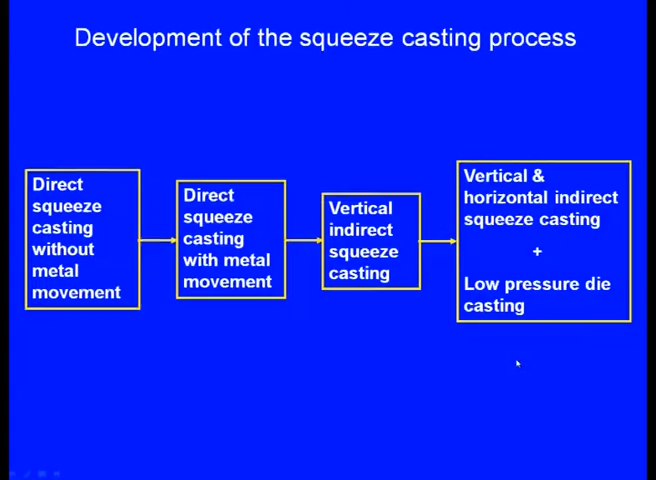 Development of the squeeze casting process
Direct
squeeze
casting
without
metal
movement
Direct
squeeze
casting
with metal
movement
Vertical
indirect
squeeze
casting
Vertical &
horizontal indirect
squeeze casting
+
Low pressure die
casting